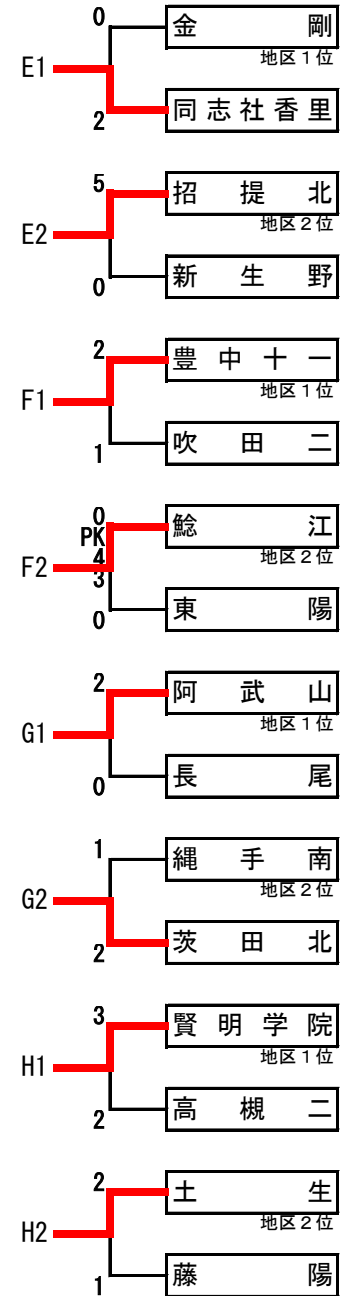 0
金剛
地区1位
E1
2
同志社香里
5
招提北
地区2位
E2
0
新生野
2
豊中十一
地区1位
F1
1
吹田二
0
PK
4
3
鯰江
地区2位
F2
0
東陽
2
阿武山
地区1位
G1
0
長尾
1
縄手南
地区2位
G2
2
茨田北
3
賢明学院
地区1位
H1
2
高槻二
2
土生
地区2位
H2
1
藤陽